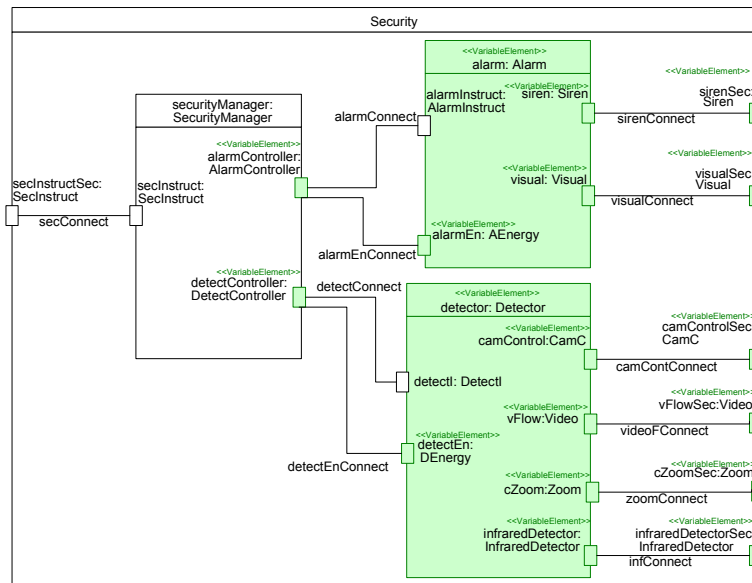 Security
<<VariableElement>>
alarm: Alarm
<<VariableElement>>
alarmInstruct:
AlarmInstruct
siren: Siren
<<VariableElement>>
sirenSec:
Siren
sirenConnect
alarmConnect
securityManager:
SecurityManager
<<VariableElement>>
alarmController:
AlarmController
<<VariableElement>>
visual: Visual
<<VariableElement>>
visualSec:
Visual
visualConnect
secInstructSec:
SecInstruct
secInstruct:
SecInstruct
secConnect
<<VariableElement>>
alarmEn: AEnergy
alarmEnConnect
<<VariableElement>>
detectController:
DetectController
detectConnect
<<VariableElement>>
detector: Detector
<<VariableElement>>
camControl:CamC
<<VariableElement>>
camControlSec:
CamC
camContConnect
detectI: DetectI
<<VariableElement>>
vFlow:Video
<<VariableElement>>
vFlowSec:Video
videoFConnect
<<VariableElement>>
detectEn:
DEnergy
detectEnConnect
<<VariableElement>>
cZoom:Zoom
<<VariableElement>>
cZoomSec:Zoom
zoomConnect
<<VariableElement>>
infraredDetector:
InfraredDetector
<<VariableElement>>
infraredDetectorSec:
InfraredDetector
infConnect